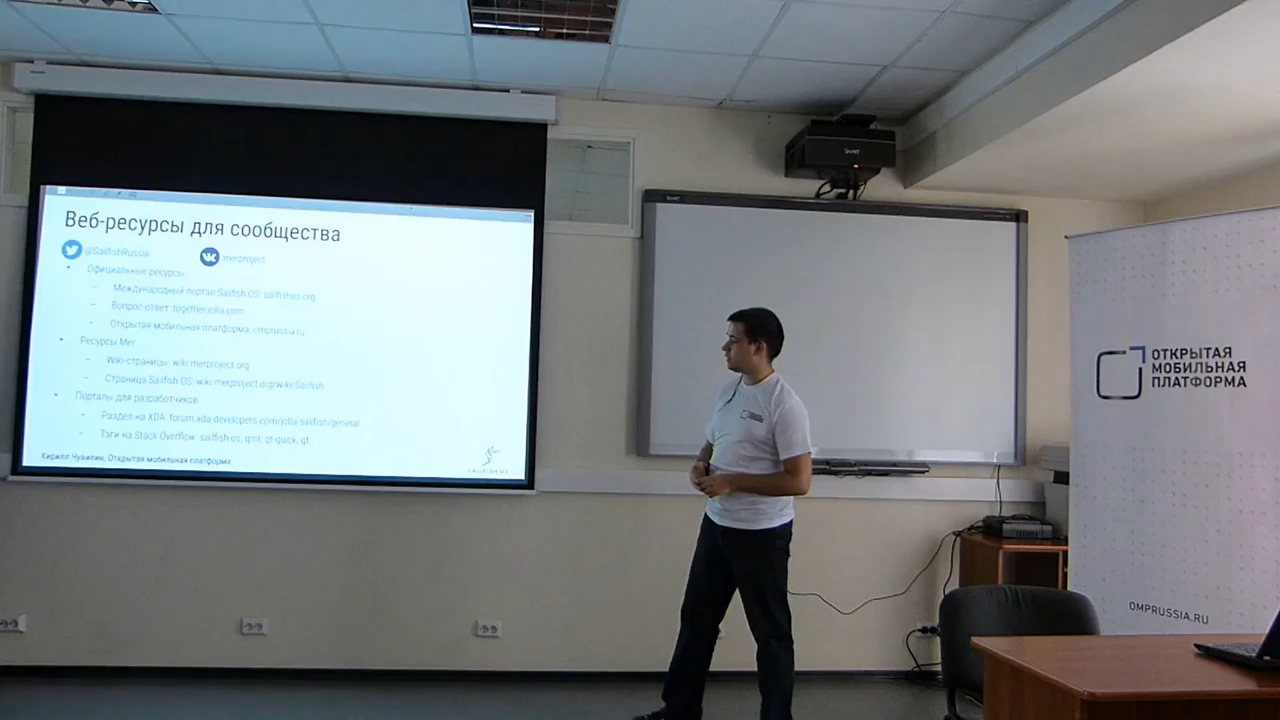 Веб-ресурсы для сообщества
@SailfishRussia
merproject
• Официальные ресурсы
- Международный портал Sailfish OS: sailfishos.org
- Вопрос-ответ: together.jolla.com
- Открытая мобильная платформа: omprussia.ru
• Ресурсы Mer
- Wiki-страницы: wiki.merproject.org
- Страница Sailfish OS: wiki.merproject.org/wiki/Sailfish
• Порталы для разработчиков
- Раздел на XDA: forum.xda-developers.com/jolla-sailfish/general
- Тэги на Stack Overflow: sailfish-os, qml, qt-quick, qt
Кирилл Чувилин, Открытая мобильная платформа
SAILFISH OS
SMART
ОТКРЫТАЯ
МОБИЛЬНАЯ
ПЛАТФОРМА
OMPRUSSIA.RU